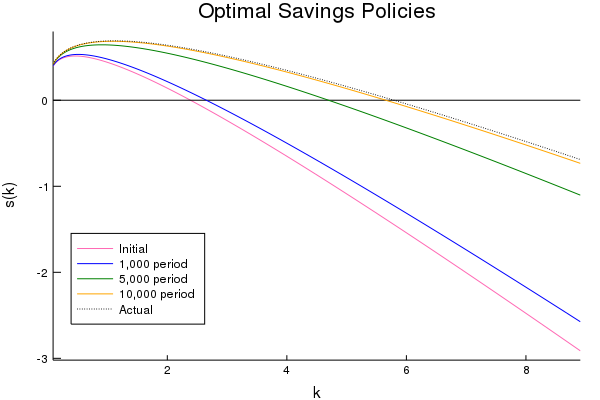 Optimal Savings Policies
s(k)
0
-1
-2
-3
Initial
1,000 period
5,000 period
10,000 period
Actual
2
4
6
8
k